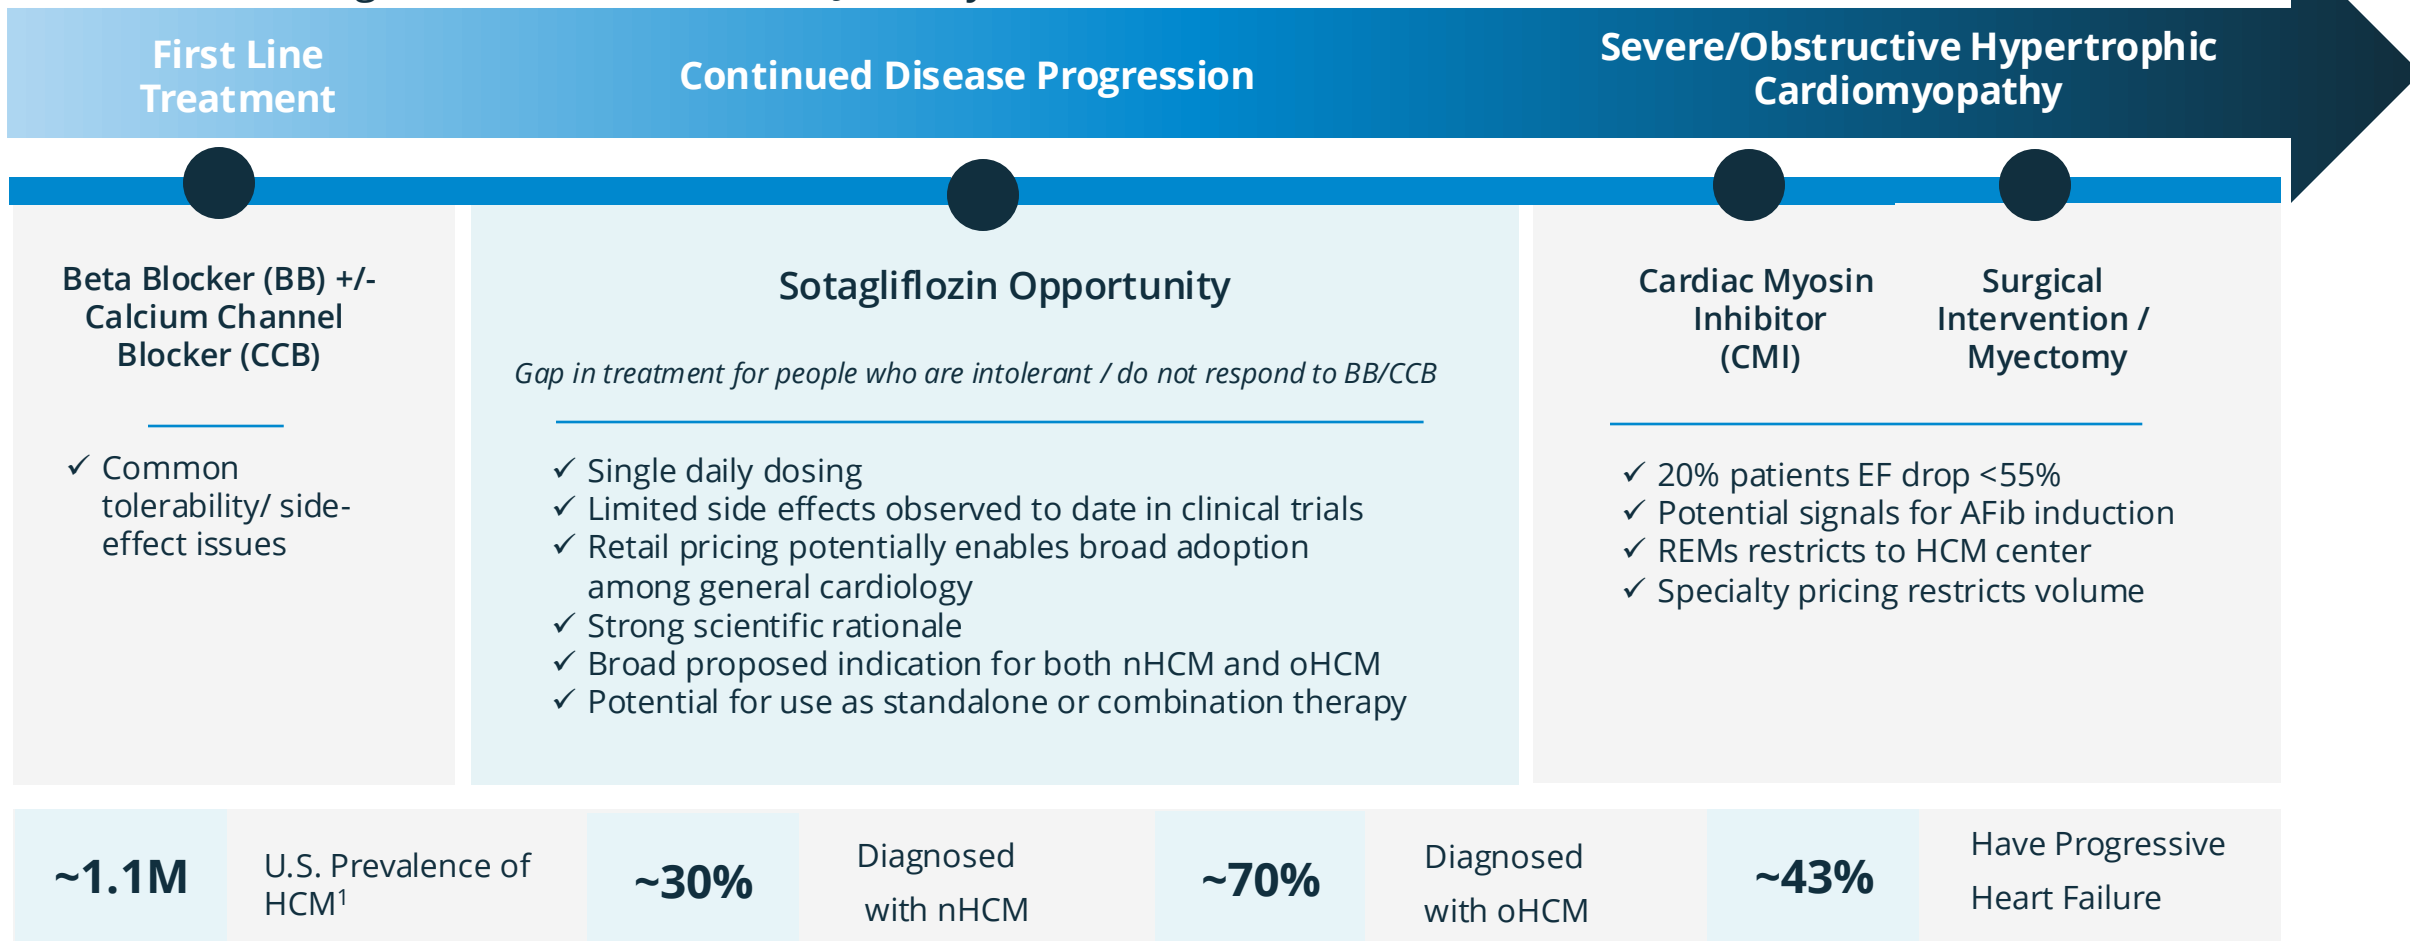 First Line
Treatment
Continued Disease Progression
Severe/Obstructive Hypertrophic
Cardiomyopathy
Beta Blocker (BB) +/-
Calcium Channel
Blocker (CCB)
✓ Common
tolerability/ side-
effect issues
Sotagliflozin Opportunity
Gap in treatment for people who are intolerant / do not respond to BB/CCB
✓ Single daily dosing
✓ Limited side effects observed to date in clinical trials
✓ Retail pricing potentially enables broad adoption
among general cardiology
✓ Strong scientific rationale
✓ Broad proposed indication for both nHCM and oHCM
✓ Potential for use as standalone or combination therapy
Cardiac Myosin
Inhibitor
(CMI)
Surgical
Intervention /
Myectomy
✓ 20% patients EF drop <55%
✓ Potential signals for AFib induction
✓ REMs restricts to HCM center
✓ Specialty pricing restricts volume
~1.1M
U.S. Prevalence of
HCM¹
~30%
Diagnosed
with nHCM
~70%
Diagnosed
with oHCM
~43%
Have Progressive
Heart Failure